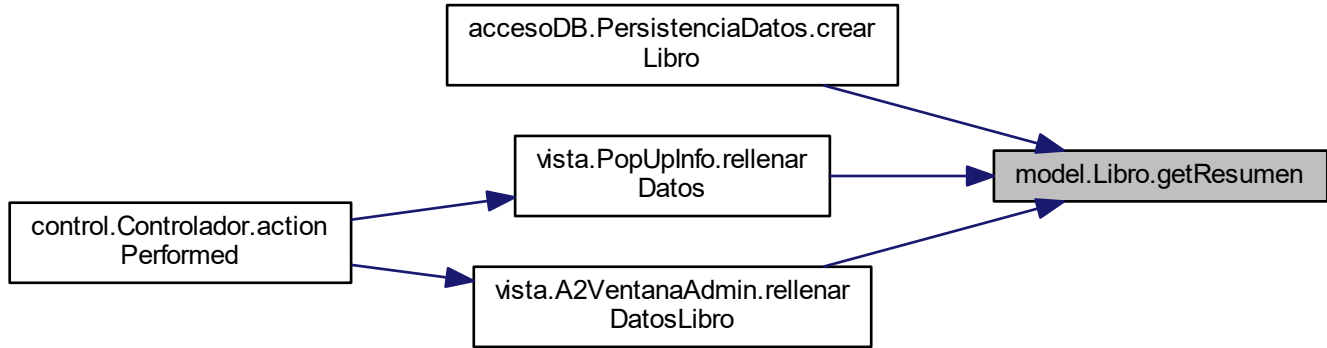 accesoDB.PersistenciaDatos.crear
Libro
vista.PopUpInfo.rellenar
Datos
model.Libro.getResumen
control.Controlador.action
Performed
vista.A2VentanaAdmin.rellenar
DatosLibro